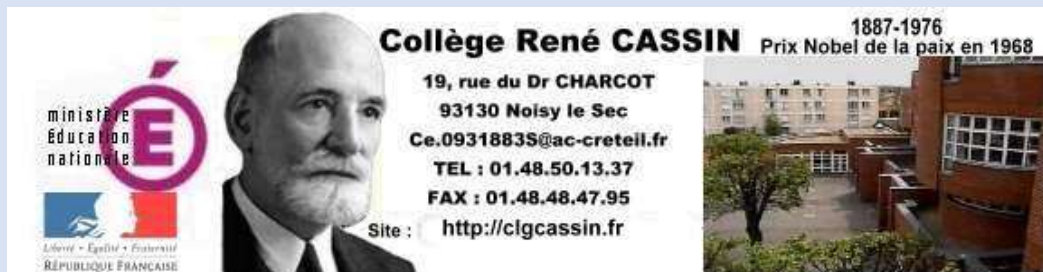 ministère
éducation
nationale
É
Liberté • Égalité • Fraternité
RÉPUBLIQUE FRANÇAISE
Collège René CASSIN
19, rue du Dr CHARCOT
93130 Noisy le Sec
Ce.0931883S@ac-creteil.fr
TEL : 01.48.50.13.37
FAX : 01.48.48.47.95
Site : http://clgcassin.fr
1887-1976
Prix Nobel de la paix en 1968